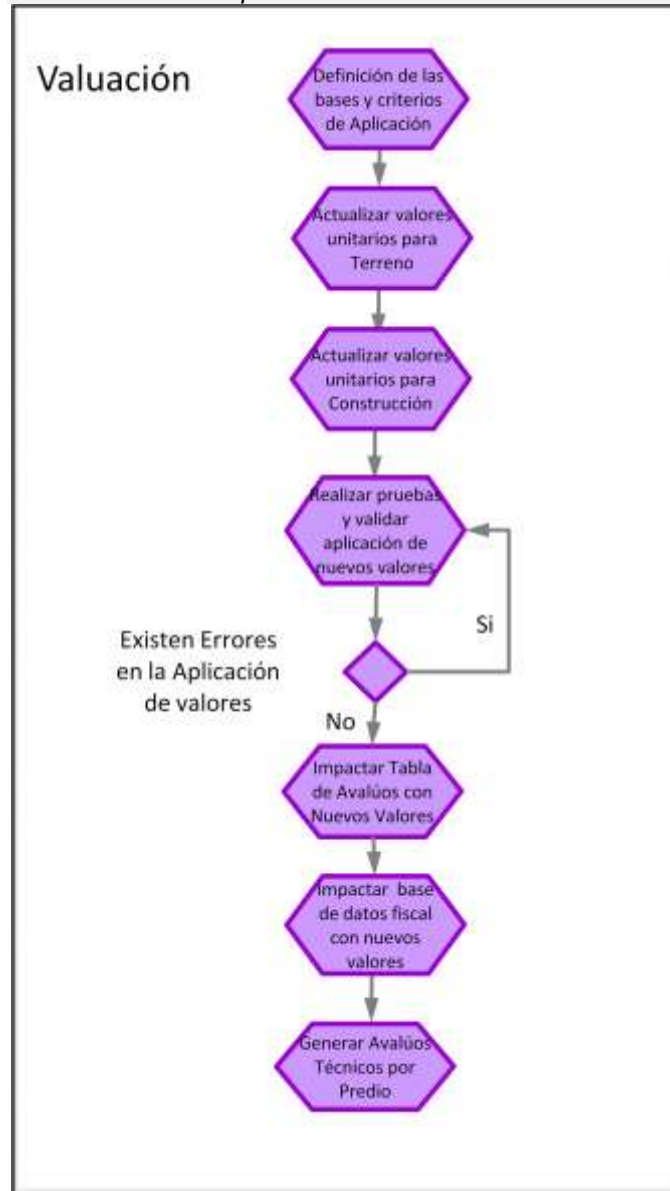 Valuación
Definición de las
bases y criterios
de Aplicación
Actualizar valores
unitarios para
Terreno
Actualizar valores
unitarios para
Construcción
Realizar pruebas
y validar
aplicación de
nuevos valores
Si
Existen Errores
en la Aplicación
de valores
No
Impactar Tabla
de Avalúos con
Nuevos Valores
Impactar base
de datos fiscal
con nuevos
valores
Generar Avalúos
Técnicos por
Predio